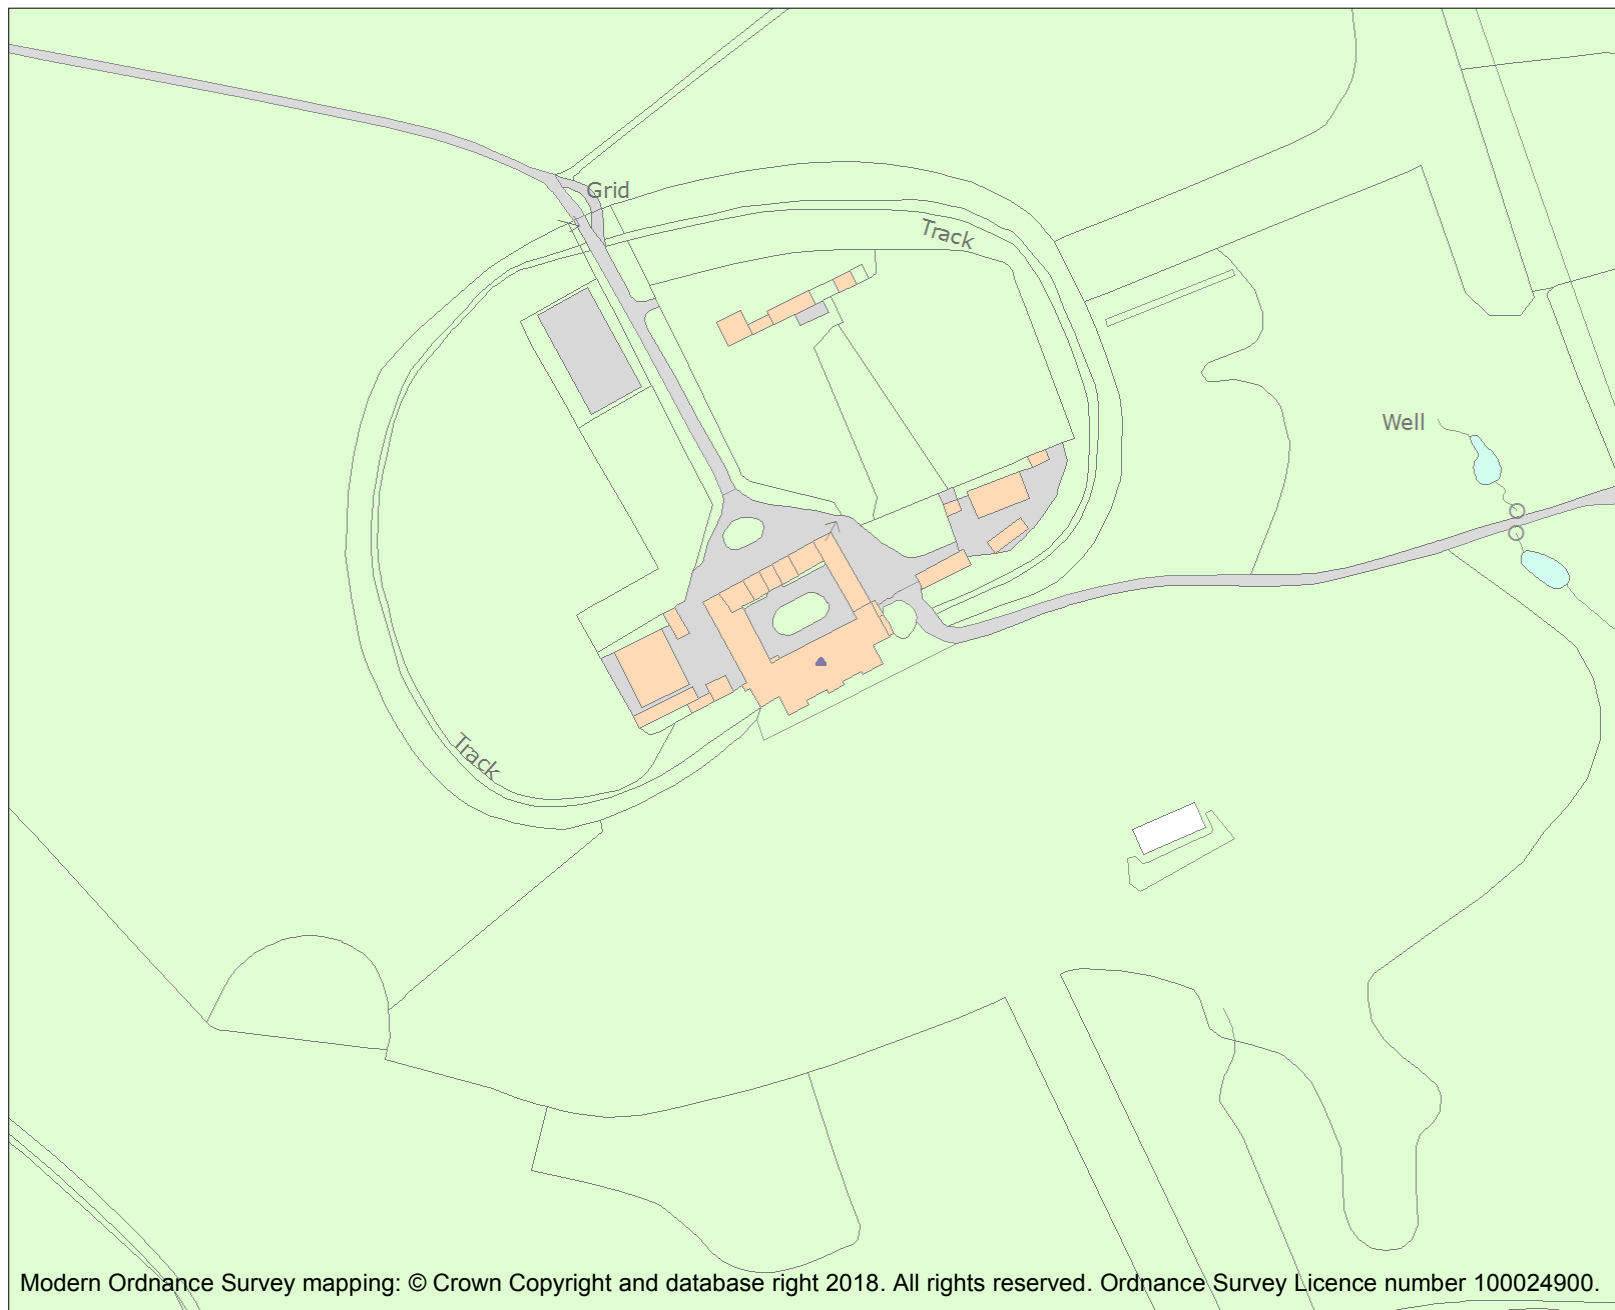 Grid
Track
Well
Track
Modern Ordnance Survey mapping: © Crown Copyright and database right 2018. All rights reserved. Ordnance Survey Licence number 100024900.